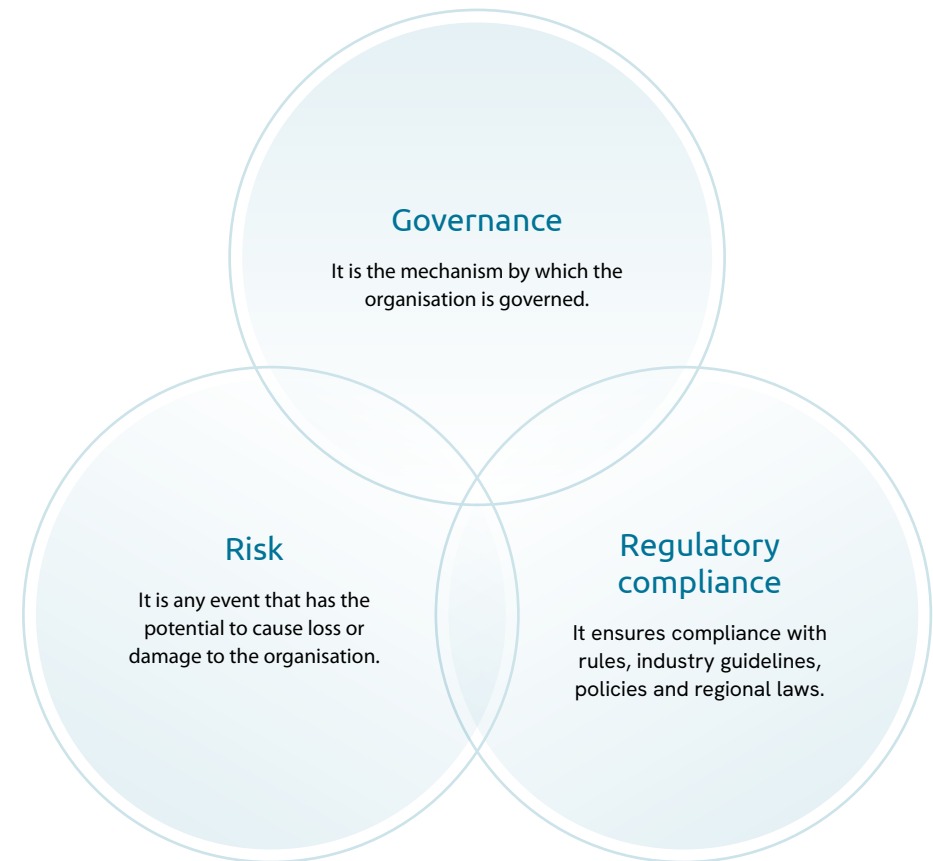 Governance
It is the mechanism by which the
organisation is governed.
Risk
It is any event that has the
potential to cause loss or
damage to the organisation.
Regulatory
compliance
It ensures compliance with
rules, industry guidelines,
policies and regional laws.